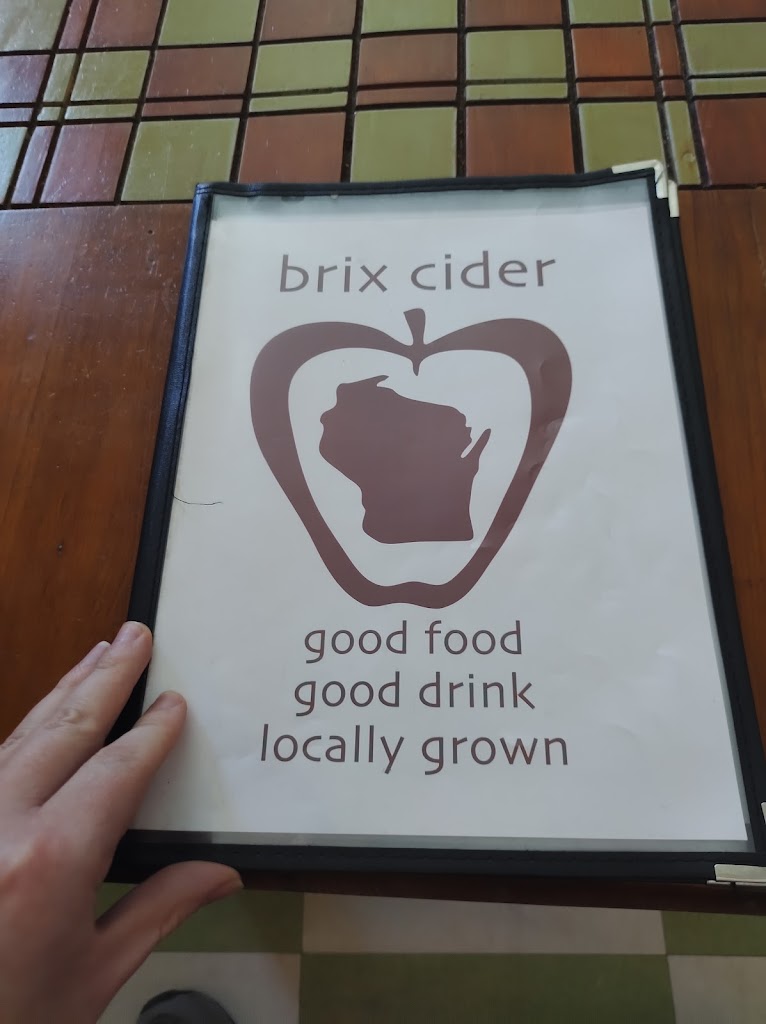 brix cider
good food
good drink
locally grown